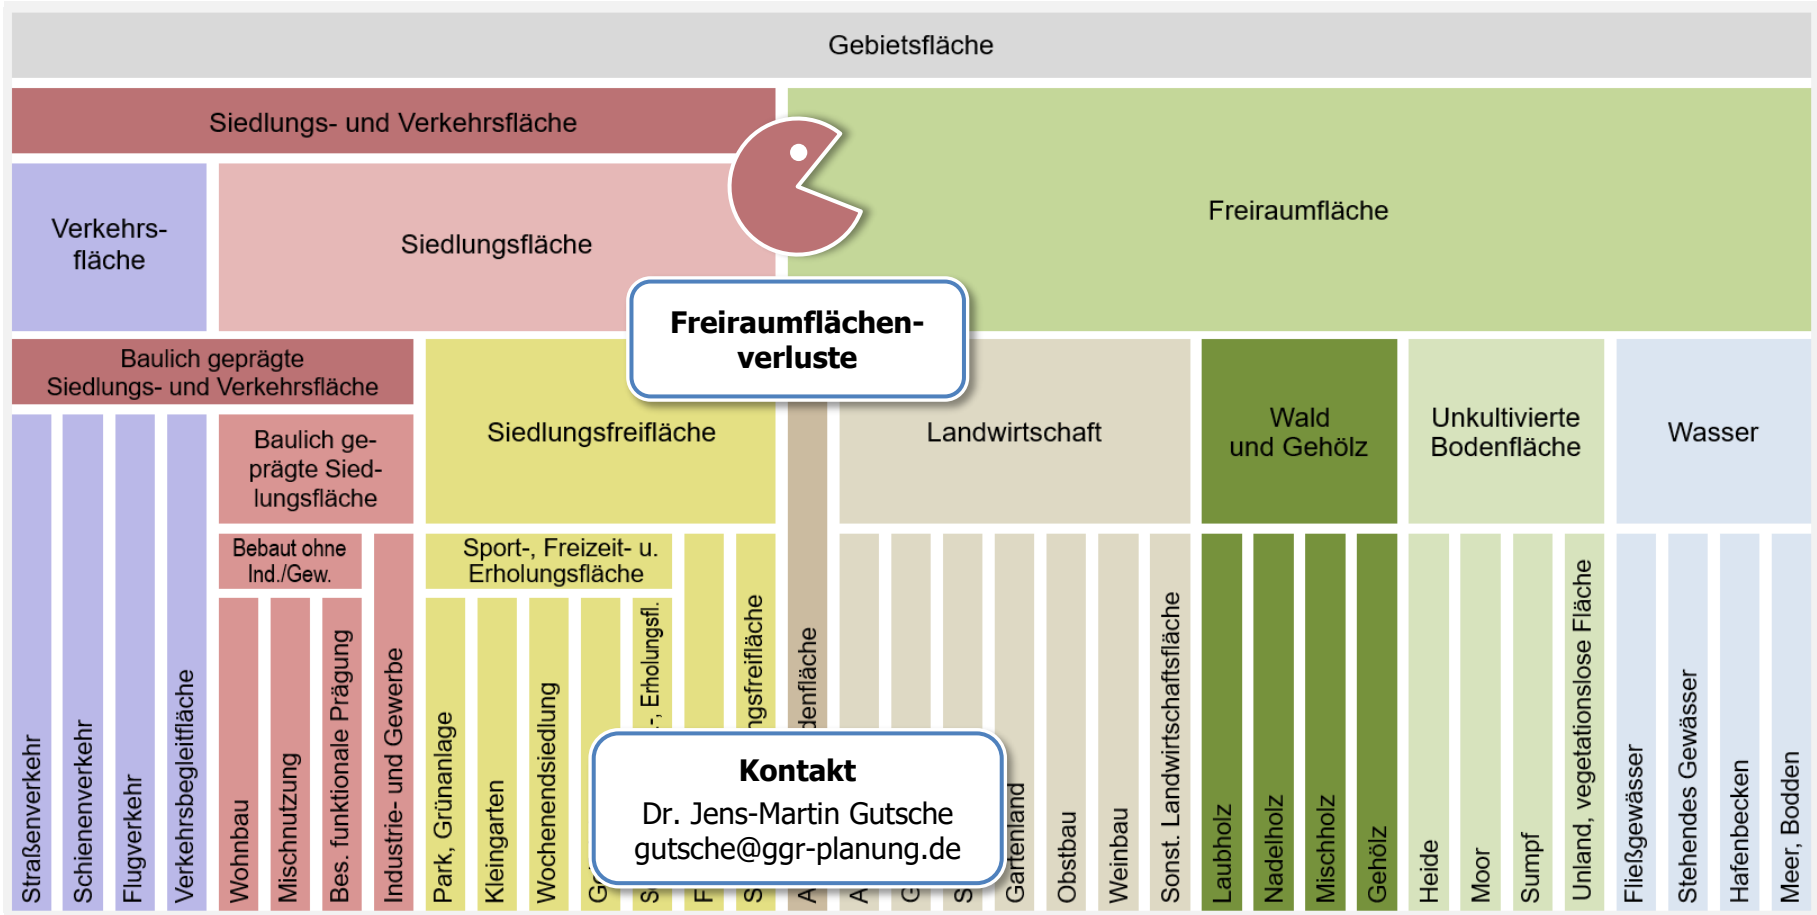 Gebietsfläche
Siedlungs- und Verkehrsfläche
Freiraumfläche
Verkehrs-
fläche
Siedlungsfläche
Freiraumflächen-
verluste
Baulich geprägte
Siedlungs- und Verkehrsfläche
Siedlungsfreifläche
Landwirtschaft
Wald
und Gehölz
Unkultivierte
Bodenfläche
Wasser
Baulich ge-
prägte Sied-
lungsfläche
Bebaut ohne
Ind./Gew.
Sport-, Freizeit- u.
Erholungsfläche
Straßenverkehr
Schienenverkehr
Flugverkehr
Verkehrsbegleitfläche
Wohnbau
Mischnutzung
Bes. funktionale Prägung
Industrie- und Gewerbe
Park, Grünanlage
Kleingarten
Wochenendsiedlung
Erholungsfl.
Gartenland
Obstbau
Weinbau
Sonst. Landwirtschaftsfläche
Laubholz
Nadelholz
Mischholz
Gehölz
Heide
Moor
Sumpf
Unland, vegetationslose Fläche
Fließgewässer
Stehendes Gewässer
Hafenbecken
Meer, Bodden
Kontakt
Dr. Jens-Martin Gutsche
gutsche@ggr-planung.de